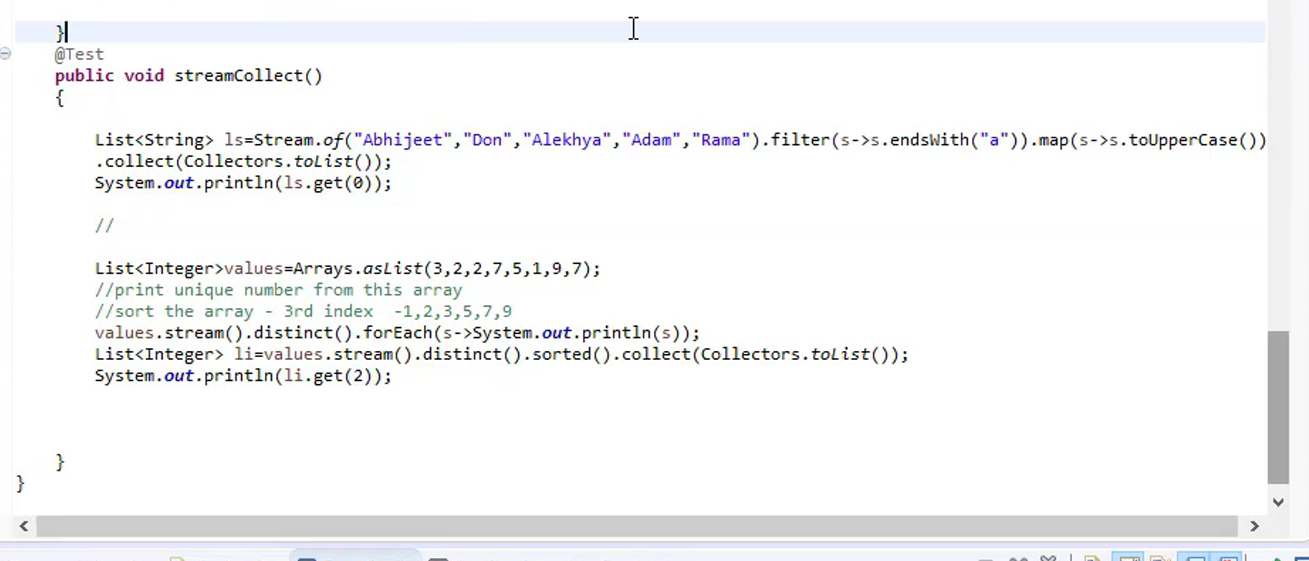 }
@Test
public void streamCollect()
{
List<String> ls=Stream.of("Abhijeet","Don","Alekhya","Adam","Rama").filter(s->s.endsWith("a")).map(s->s.toUpperCase())
.collect(Collectors.toList());
System.out.println(ls.get(0));
//
List<Integer>values=Arrays.asList(3,2,2,7,5,1,9,7);
//print unique number from this array
//sort the array - 3rd index  -1,2,3,5,7,9
values.stream().distinct().forEach(s->System.out.println(s));
List<Integer> li=values.stream().distinct().sorted().collect(Collectors.toList());
System.out.println(li.get(2));
}
}